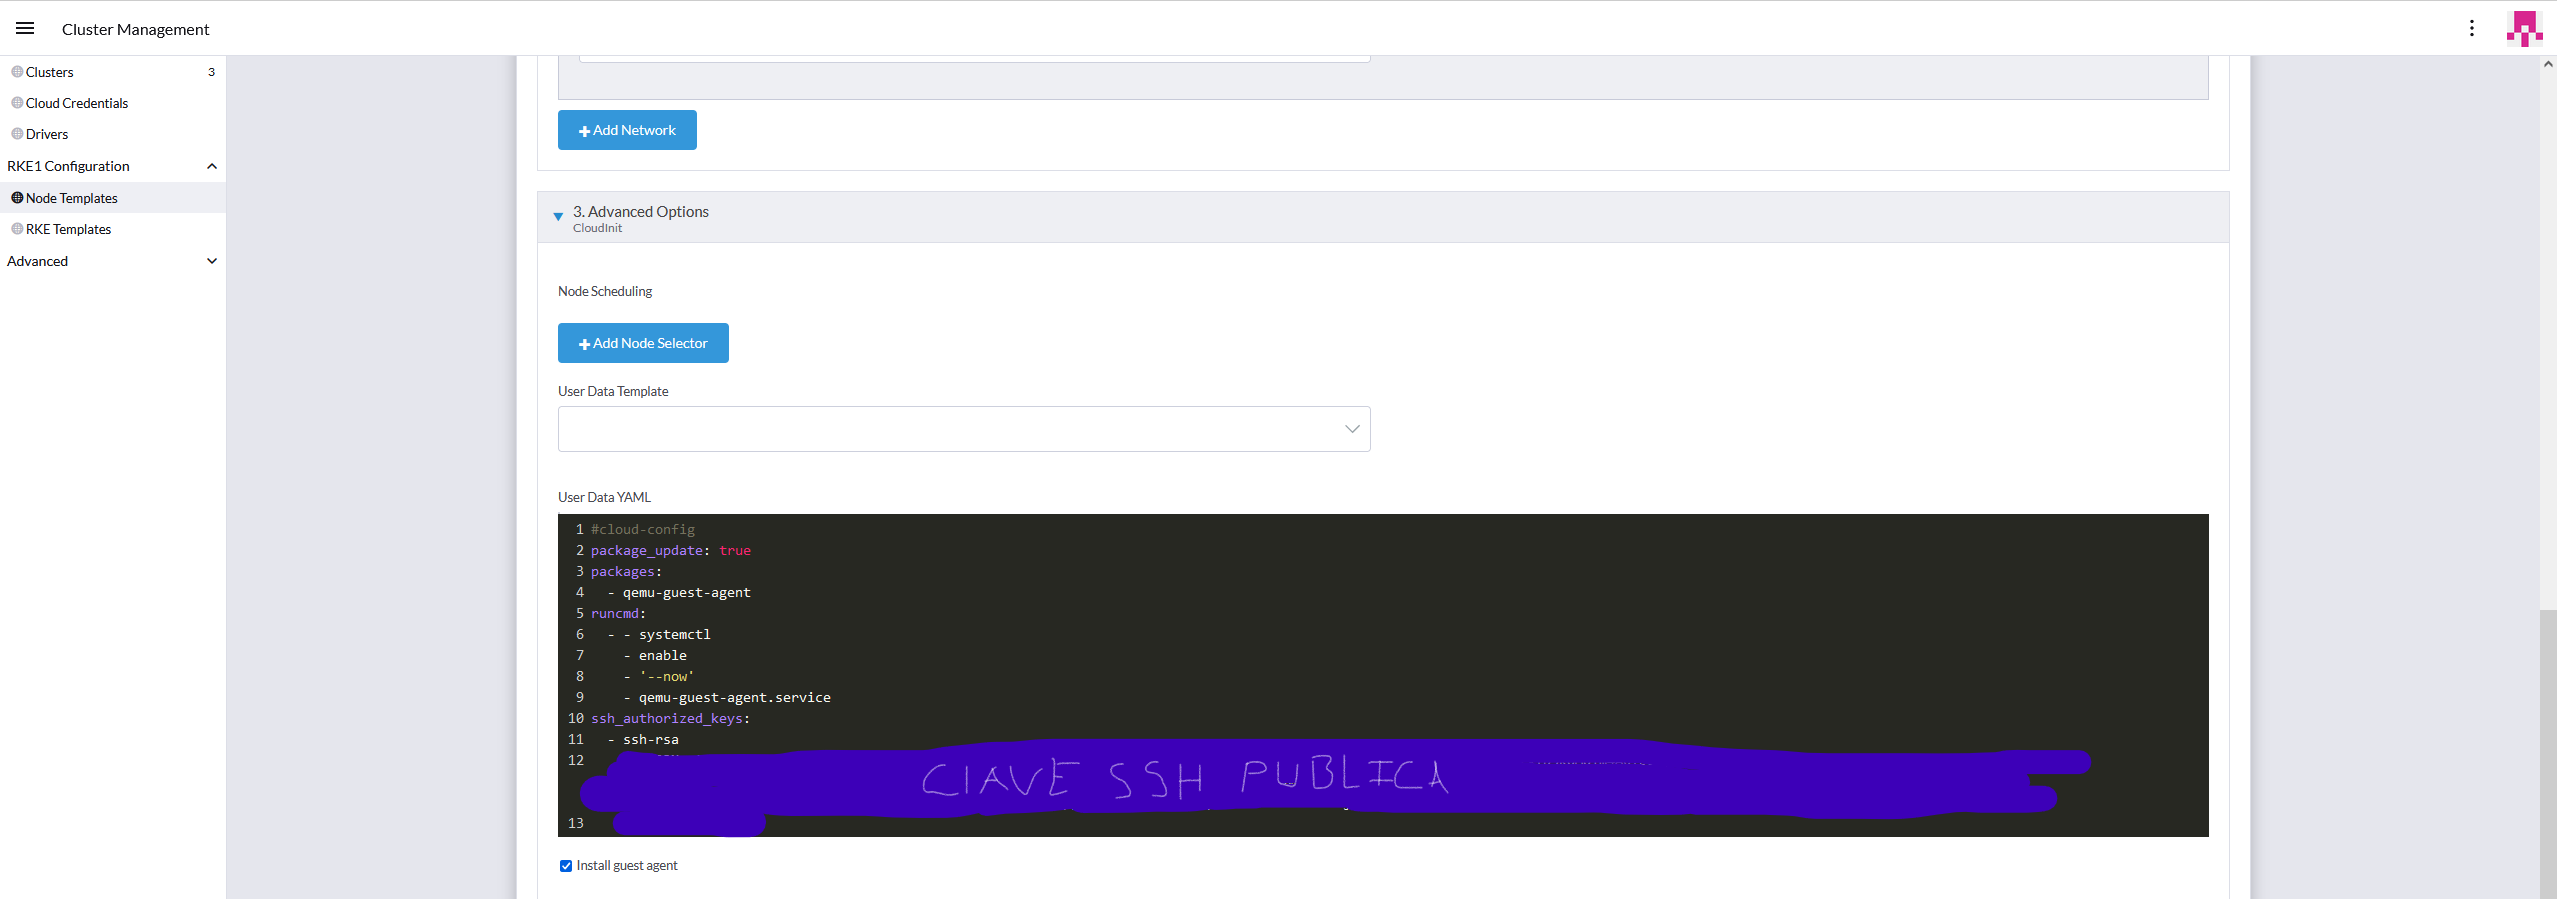 Cluster Management
Clusters 3
Cloud Credentials
Drivers
RKE1 Configuration
Node Templates
RKE Templates
Advanced
+ Add Network
3. Advanced Options
CloudInit
Node Scheduling
+ Add Node Selector
User Data Template
User Data YAML
1 #cloud-config
2 package_update: true
3 packages:
4   - qemu-guest-agent
5 runcmd:
6   - - systemctl
7     - enable
8     - '--now'
9     - qemu-guest-agent.service
10 ssh_authorized_keys:
11   - ssh-rsa
12
CLAVE SSH PUBLICA
13
Install guest agent